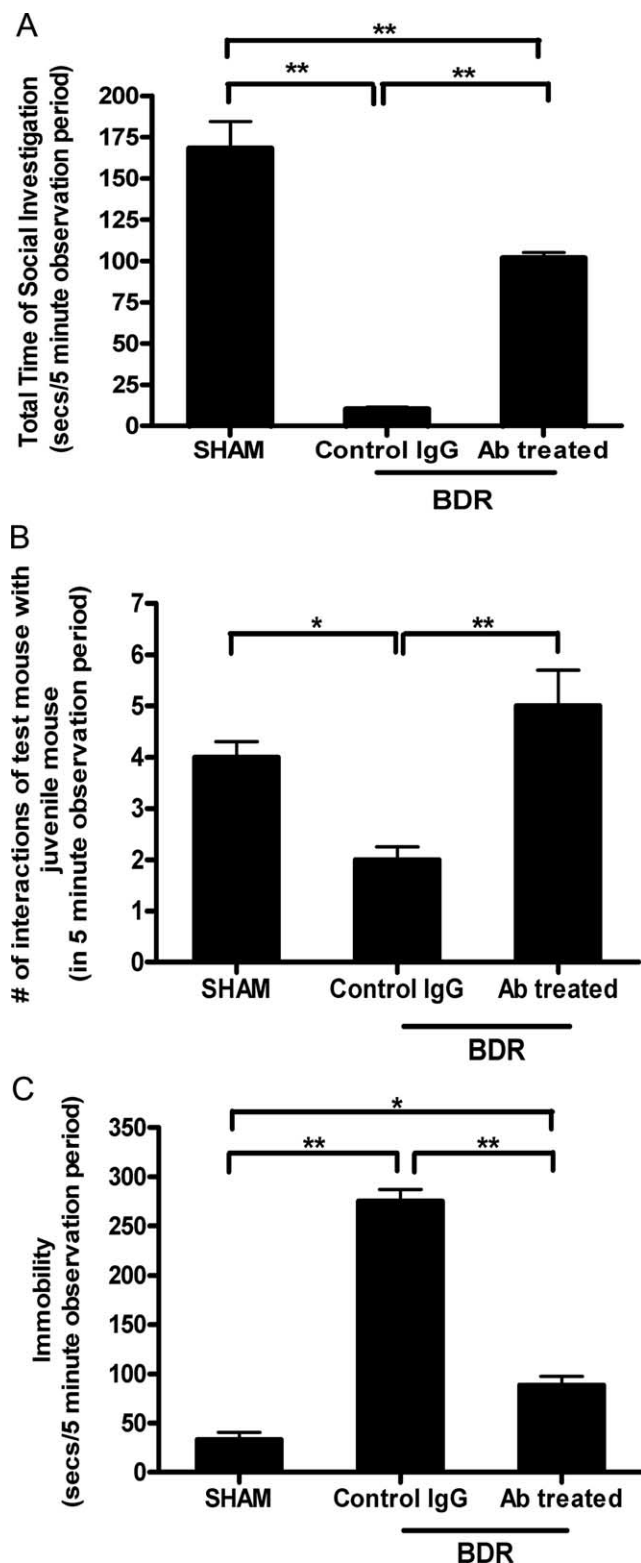 A
**
** **
Total Time of Social Investigation
(secs/5 minute observation period)
200
175
150
125
100
75
50
25
0
SHAM Control IgG Ab treated
BDR
B
* **
# of interactions of test mouse with
juvenile mouse
(in 5 minute observation period)
7
6
5
4
3
2
1
0
SHAM Control IgG Ab treated
BDR
C
*
** **
Immobility
(secs/5 minute observation period)
350
300
250
200
150
100
50
0
SHAM Control IgG Ab treated
BDR